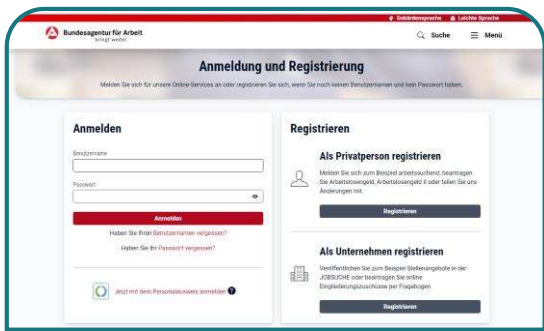 Gebärdensprache Leichte Sprache
Bundesagentur für Arbeit
bringt weiter.
Suche Menü
Anmeldung und Registrierung
Melden Sie sich für unsere Online-Services an oder registrieren Sie sich, wenn Sie noch keinen Benutzernamen und kein Passwort haben.
Anmelden
Benutzername
Passwort
Anmelden
Haben Sie Ihren Benutzernamen vergessen?
Haben Sie Ihr Passwort vergessen?
Jetzt mit dem Personalausweis anmelden ?
Registrieren
Als Privatperson registrieren
Melden Sie sich zum Beispiel arbeitssuchend, beantragen
Sie Arbeitslosengeld, Arbeitslosengeld II oder teilen Sie uns
Änderungen mit.
Registrieren
Als Unternehmen registrieren
Veröffentlichen Sie zum Beispiel Stellenangebote in der
JOBSUCHE oder beantragen Sie online
Eingliederungszuschüsse per Fragebogen.
Registrieren